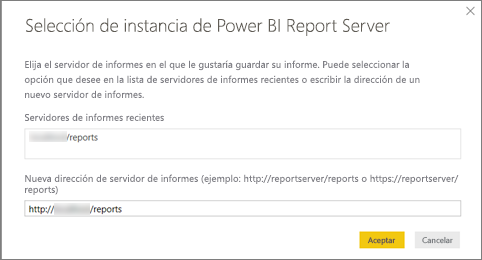 Selección de instancia de Power BI Report Server
Elija el servidor de informes en el que le gustaría guardar su informe. Puede seleccionar la
opción que desee en la lista de servidores de informes recientes o escribir la dirección de un
nuevo servidor de informes.
Servidores de informes recientes
/reports
Nueva dirección de servidor de informes (ejemplo: http://reportserver/reports o https://reportserver/
reports)
http:// /reports
Aceptar Cancelar